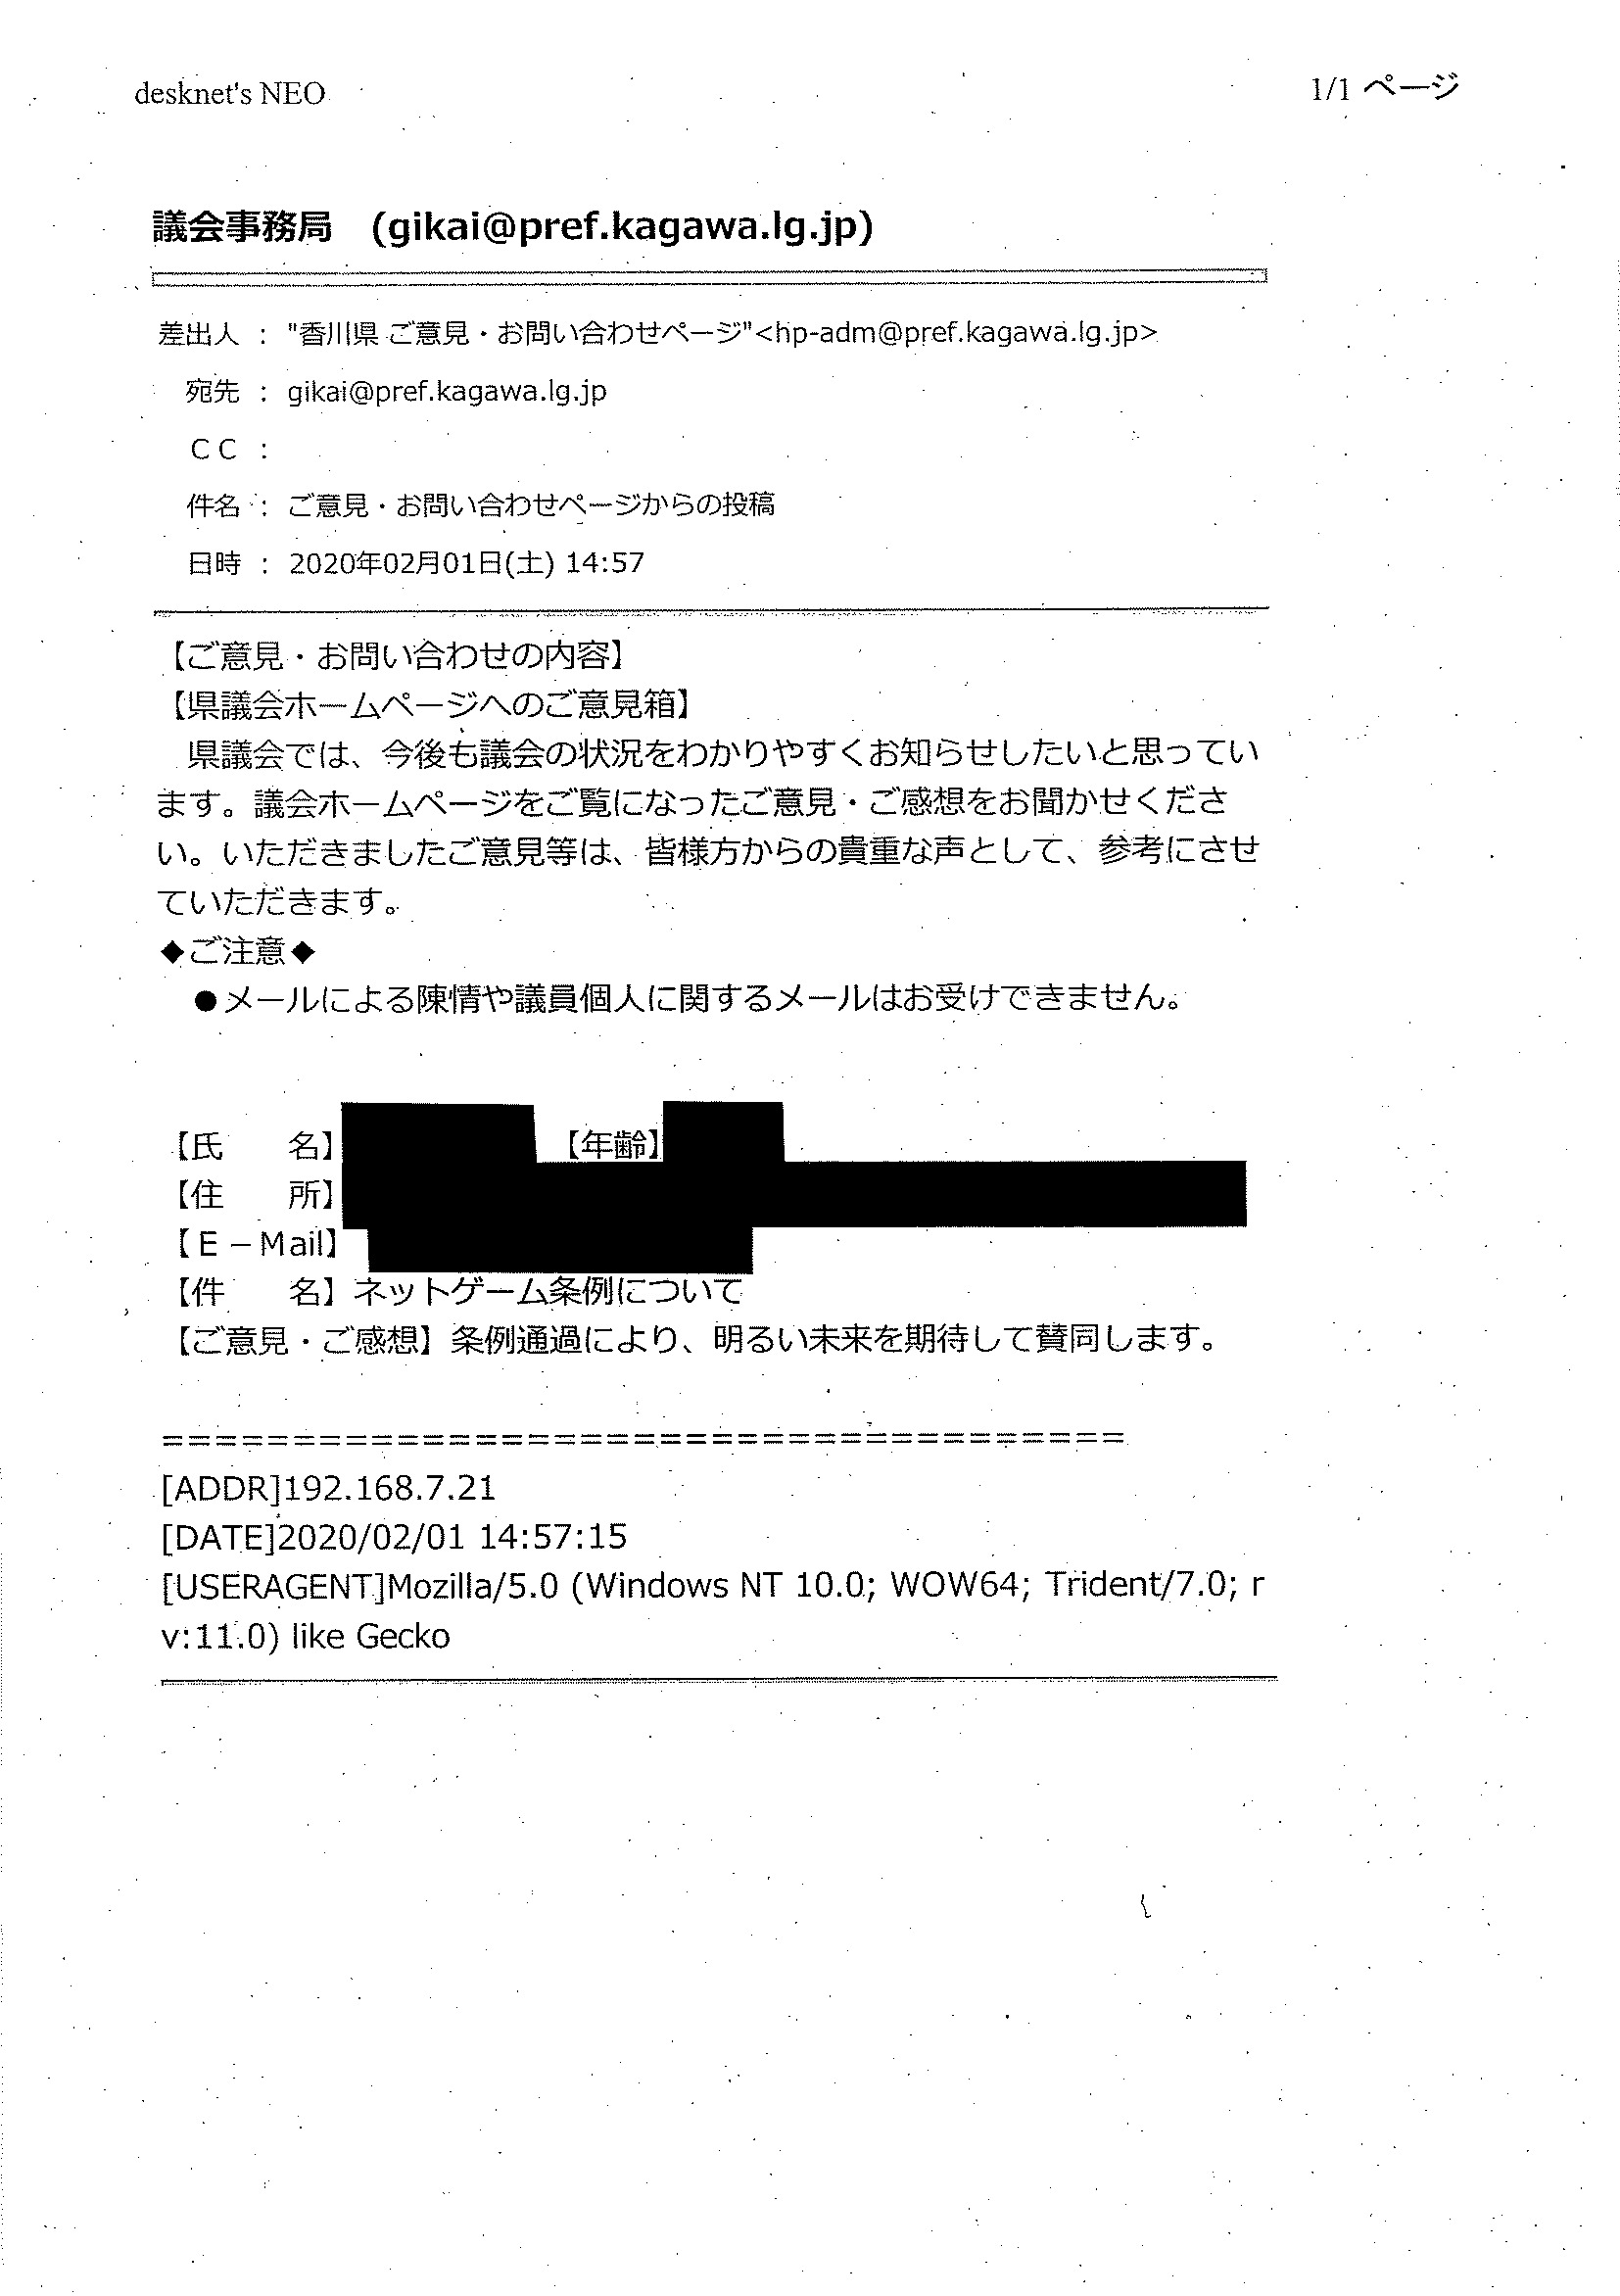 desknet's NEO
1/1 ページ
議会事務局　(gikai@pref.kagawa.lg.jp)
差出人 : "香川県 ご意見・お問い合わせページ"<hp-adm@pref.kagawa.lg.jp>
宛先 : gikai@pref.kagawa.lg.jp
ＣＣ :
件名 : ご意見・お問い合わせページからの投稿
日時 : 2020年02月01日(土) 14:57
【ご意見・お問い合わせの内容】
【県議会ホームページへのご意見箱】
　県議会では、今後も議会の状況をわかりやすくお知らせしたいと思ってい
ます。議会ホームページをご覧になったご意見・ご感想をお聞かせくださ
い。いただきましたご意見等は、皆様方からの貴重な声として、参考にさせ
ていただきます。
◆ご注意◆
　●メールによる陳情や議員個人に関するメールはお受けできません。
【氏　　名】　【年齢】
【住　　所】
【Ｅ－Mail】
【件　　名】ネットゲーム条例について
【ご意見・ご感想】条例通過により、明るい未来を期待して賛同します。
=====================================
[ADDR]192.168.7.21
[DATE]2020/02/01 14:57:15
[USERAGENT]Mozilla/5.0 (Windows NT 10.0; WOW64; Trident/7.0; r
v:11.0) like Gecko